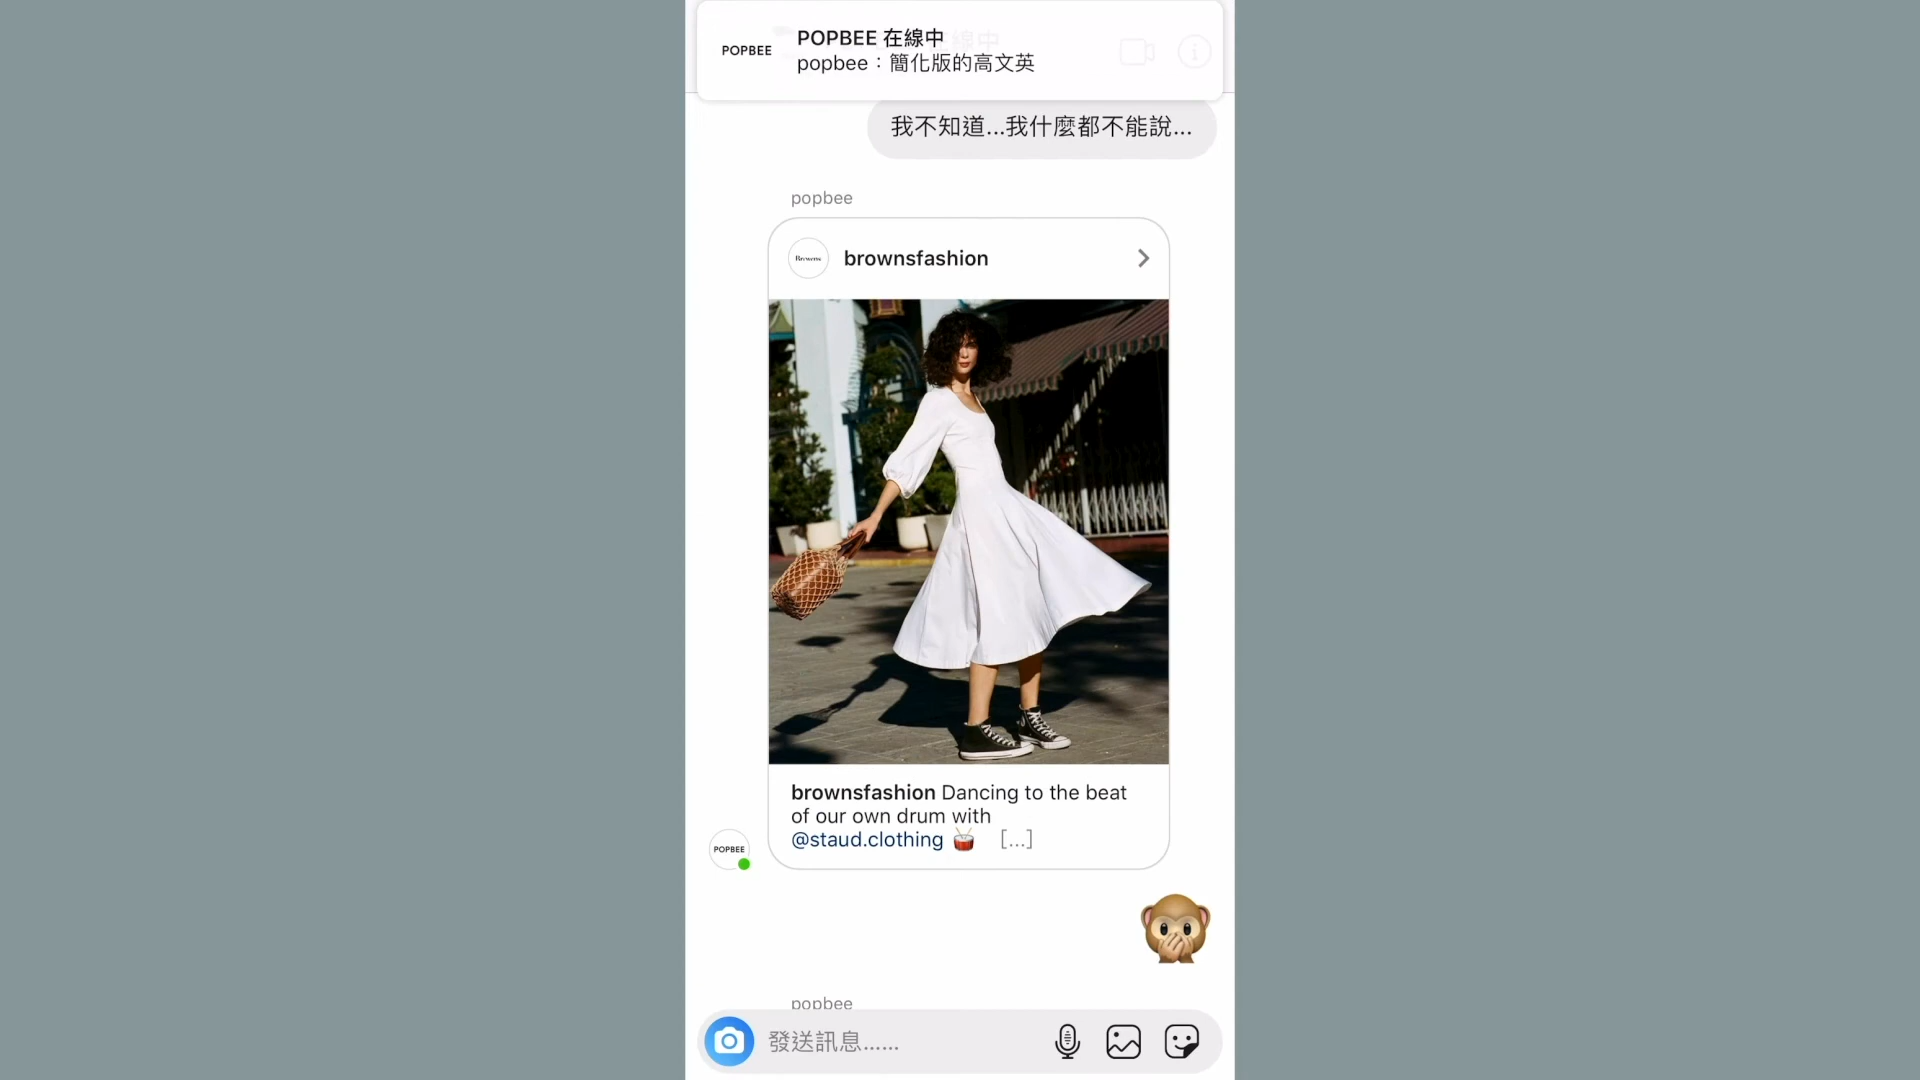 POPBEE
POPBEE 在線中
popbee：簡化版的高文英
我不知道...我什麼都不能說...
popbee
Browns
brownsfashion
brownsfashion Dancing to the beat
of our own drum with
@staud.clothing 🥁 [...]
POPBEE
🙊
popbee
發送訊息......